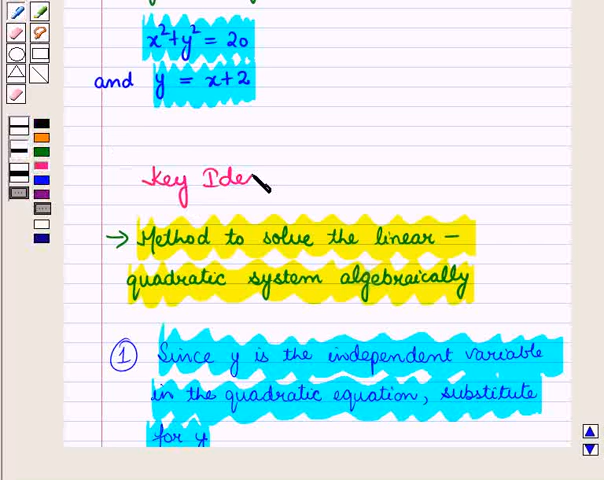 x²+y² = 20
and y = x+2
Key Ide
→ Method to solve the linear –
quadratic system algebraically
① Since y is the independent variable
in the quadratic equation, substitute
for y